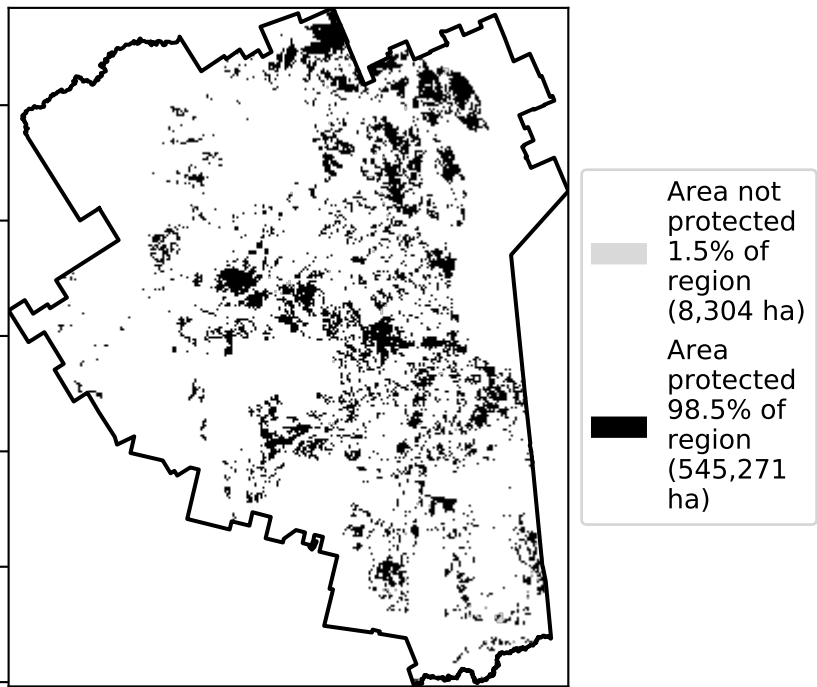 Area not
protected
1.5% of
region
(8,304 ha)
Area
protected
98.5% of
region
(545,271
ha)